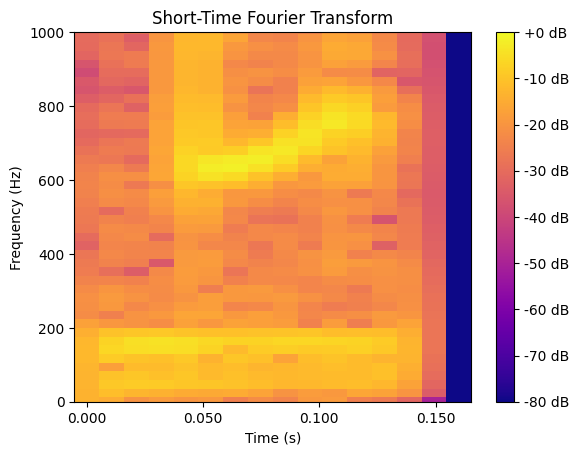 Short-Time Fourier Transform
1000
800
600
400
200
0
Frequency (Hz)
0.000
0.050
0.100
0.150
Time (s)
+0 dB
-10 dB
-20 dB
-30 dB
-40 dB
-50 dB
-60 dB
-70 dB
-80 dB